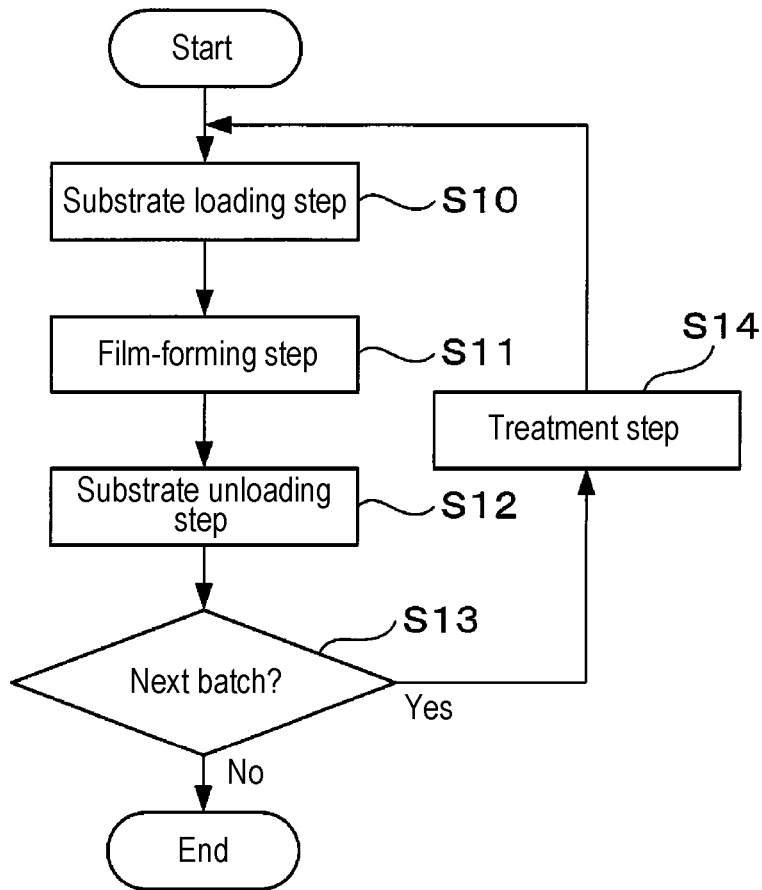 Start
Substrate loading step
S10
Film-forming step
S11
S14
Treatment step
Substrate unloading
step
S12
S13
Next batch?
Yes
No
End